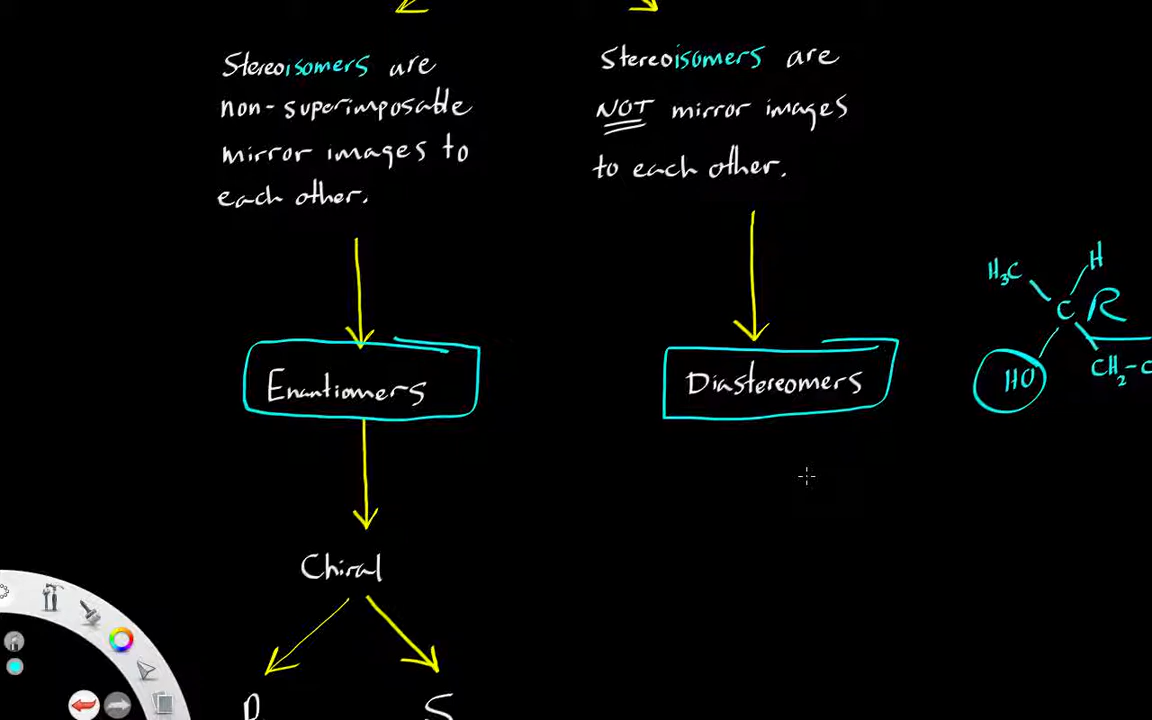 Stereoisomers are
non-superimposable
mirror images to
each other.
Stereoisomers are
NOT mirror images
to each other.
Enantiomers
Diastereomers
H₃C
H
C
R
HO
CH₂-C
Chiral
R
S